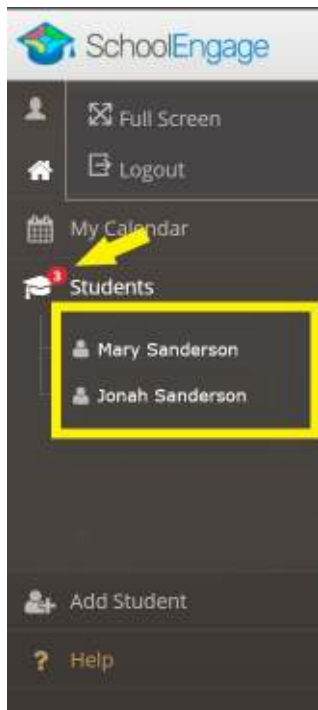 SchoolEngage
Full Screen
Logout
My Calendar
3
Students
Mary Sanderson
Jonah Sanderson
Add Student
? Help